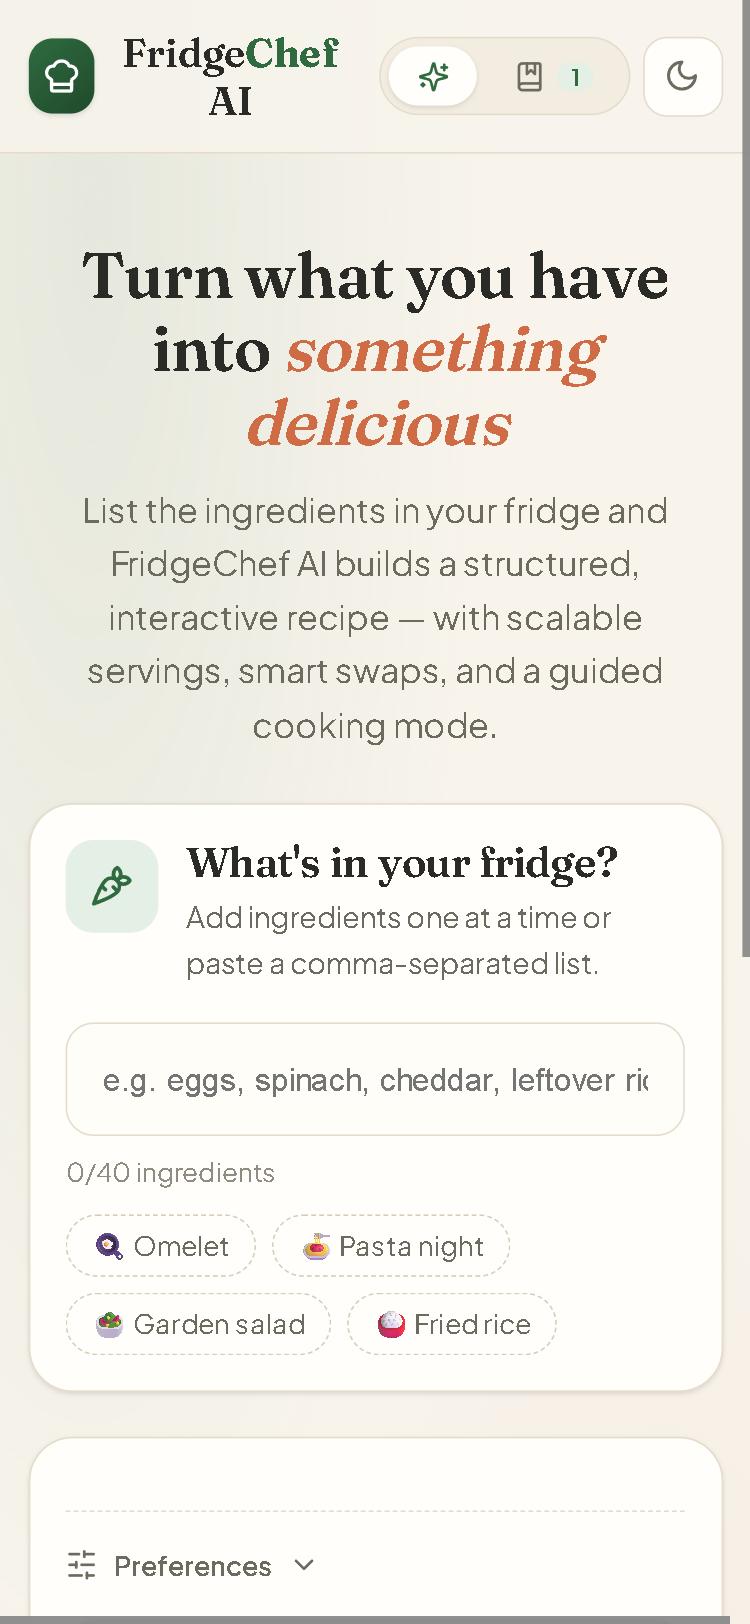 FridgeChef
AI
1
Turn what you have
into something
delicious
List the ingredients in your fridge and
FridgeChef AI builds a structured,
interactive recipe — with scalable
servings, smart swaps, and a guided
cooking mode.
What's in your fridge?
Add ingredients one at a time or
paste a comma-separated list.
e.g. eggs, spinach, cheddar, leftover ric
0/40 ingredients
Omelet
Pasta night
Garden salad
Fried rice
Preferences